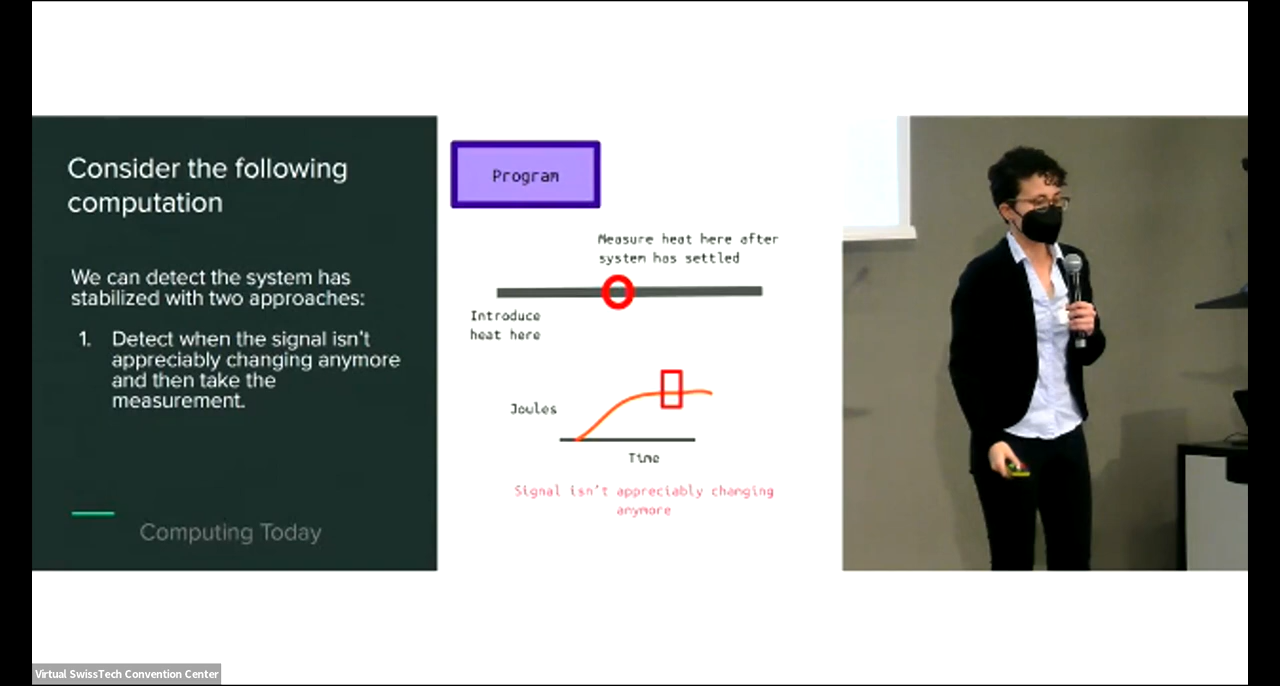 Consider the following
computation
We can detect the system has
stabilized with two approaches:
1. Detect when the signal isn't
appreciably changing anymore
and then take the
measurement.
Computing Today
Program
Measure heat here after
system has settled
Introduce
heat here
Joules
Time
Signal isn't appreciably changing
anymore
Virtual SwissTech Convention Center